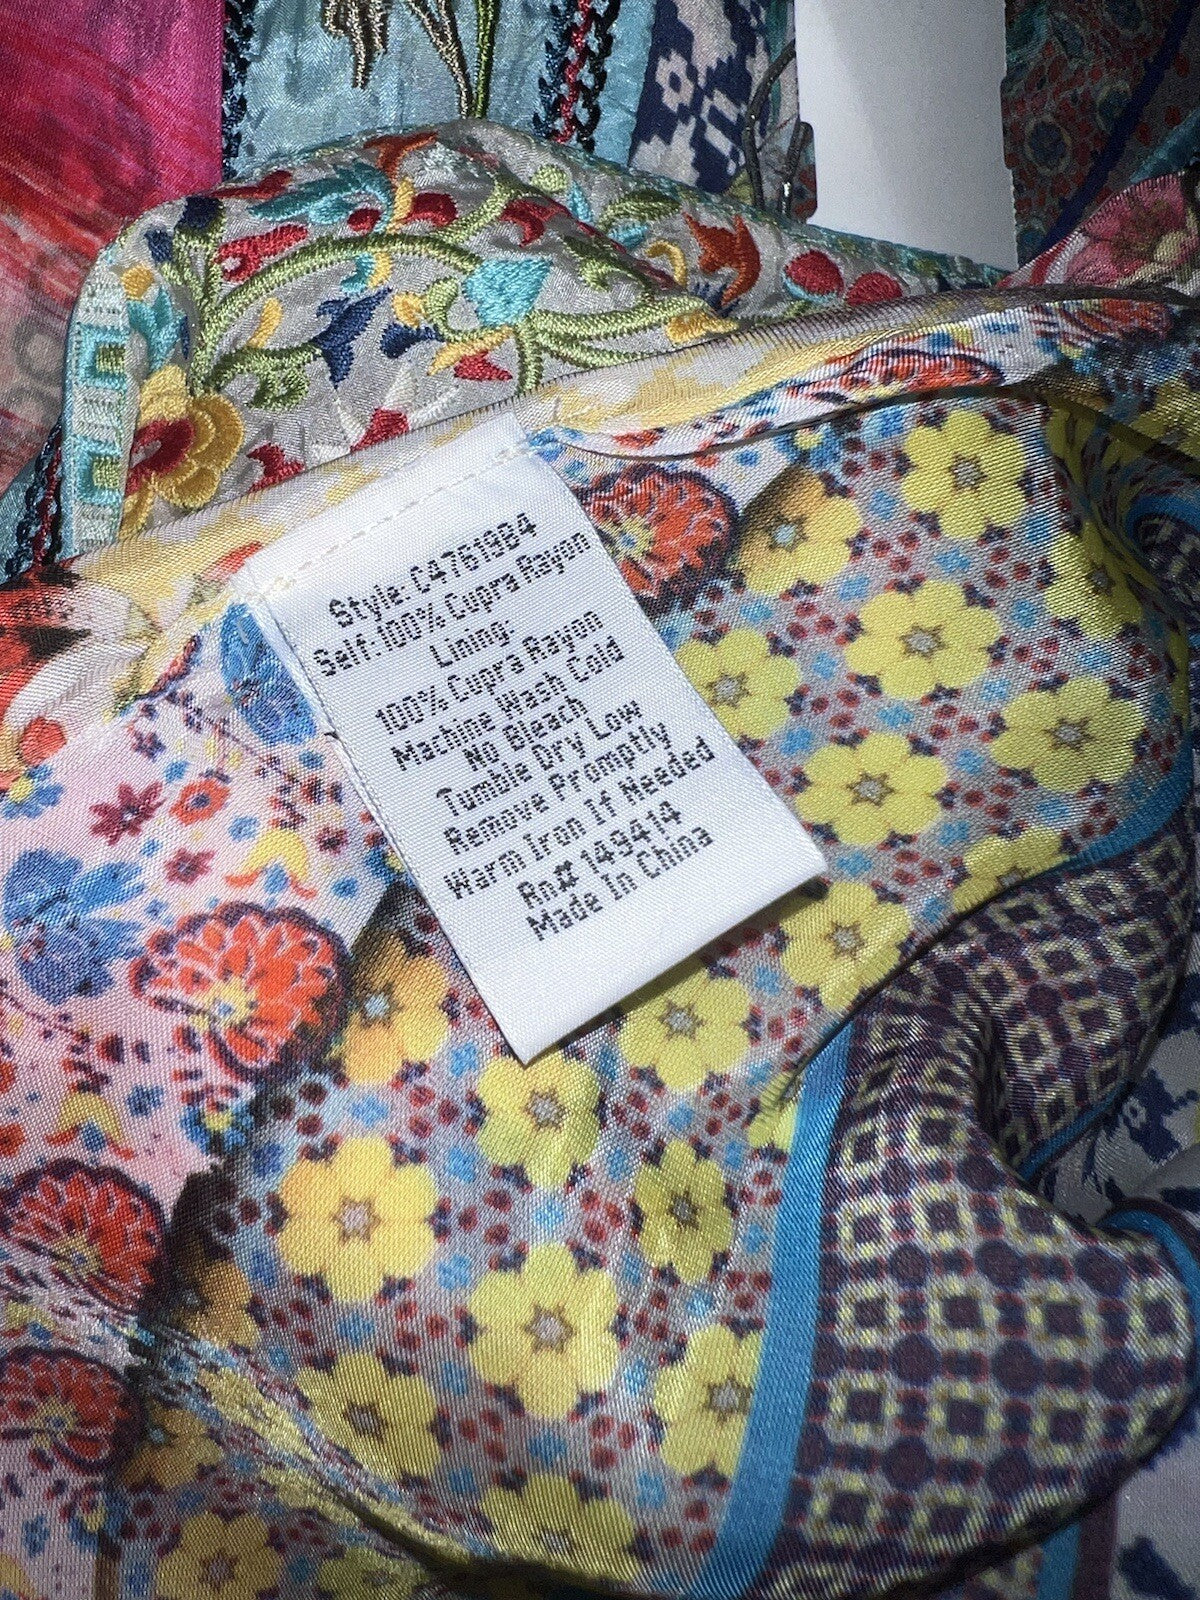 Style: C4761984
Self: 100% Cupra Rayon
Lining:
100% Cupra Rayon
Machine Wash Cold
No Bleach
Tumble Dry Low
Remove Promptly
Warm Iron If Needed
Rn# 149414
Made In China